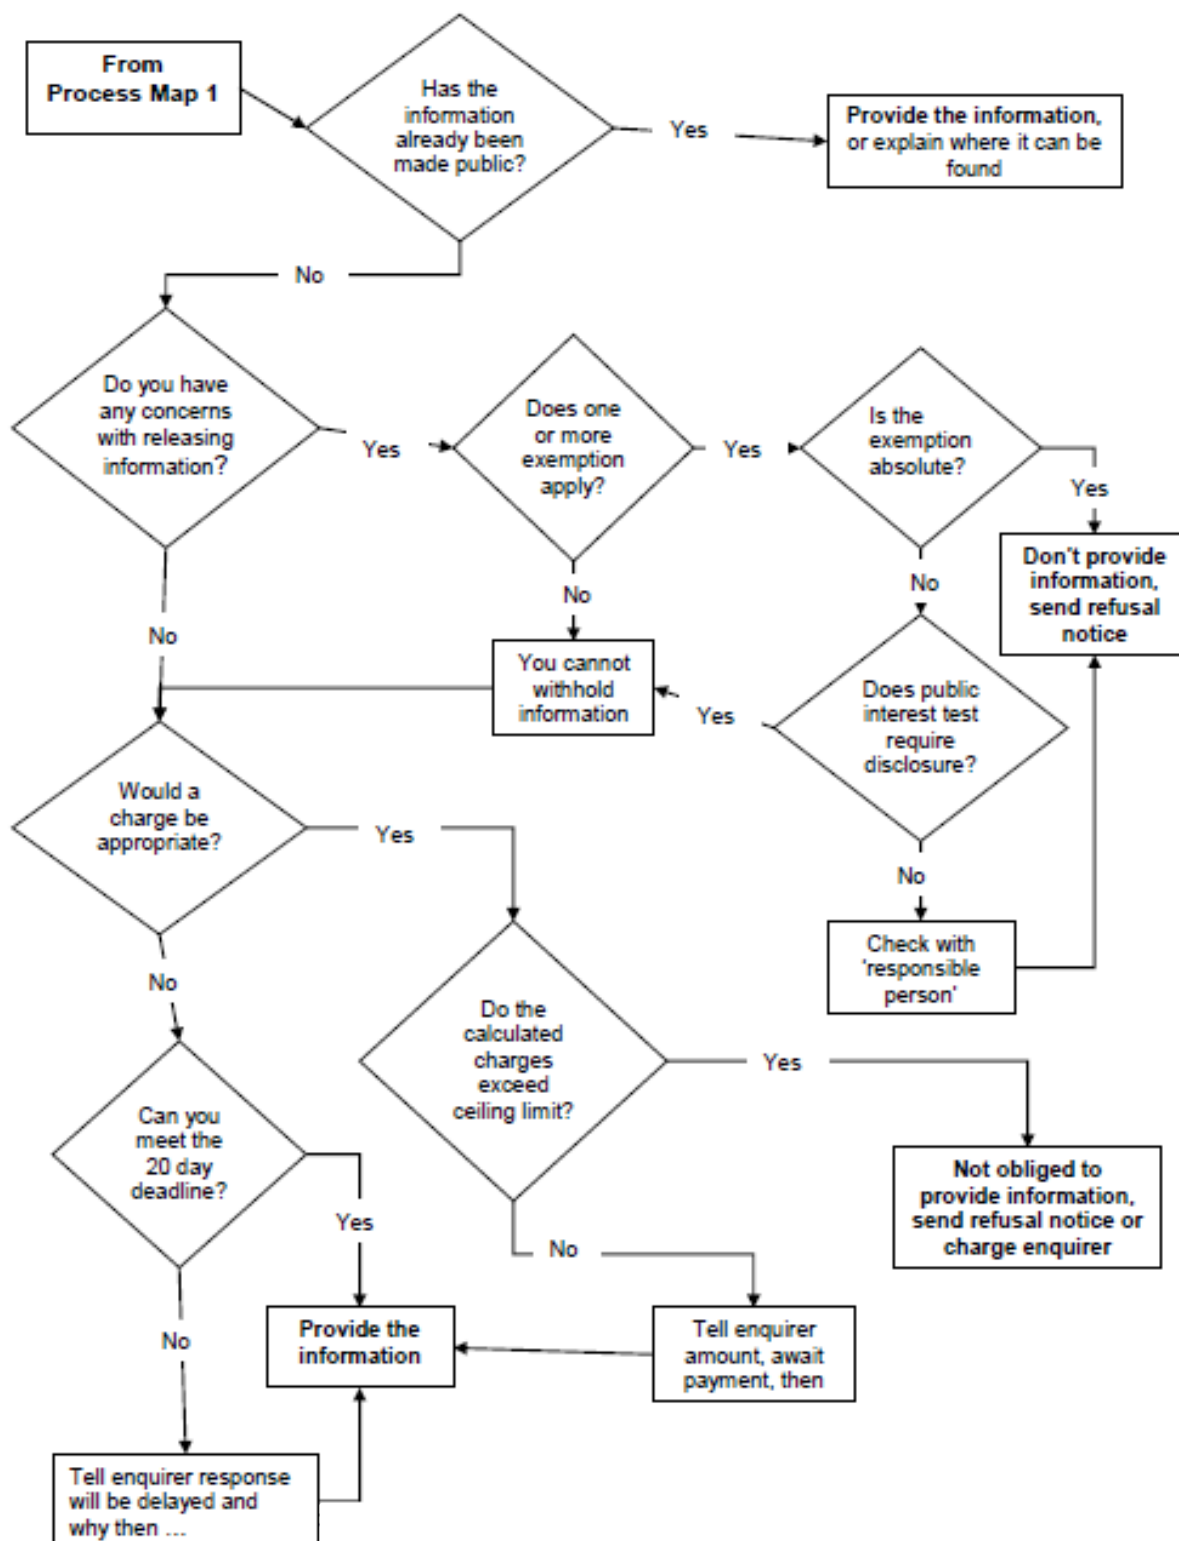 From
Process Map 1
Has the
information
already been
made public?
Yes
Provide the information,
or explain where it can be
found
No
Do you have
any concerns
with releasing
information?
Yes
Does one
or more
exemption
apply?
Yes
Is the
exemption
absolute?
Yes
Don't provide
information,
send refusal
notice
No
No
No
You cannot
withhold
information
Yes
Does public
interest test
require
disclosure?
Would a
charge be
appropriate?
Yes
No
Check with
'responsible
person'
No
Do the
calculated
charges
exceed
ceiling limit?
Yes
Can you
meet the
20 day
deadline?
Not obliged to
provide information,
send refusal notice or
charge enquirer
Yes
No
No
Provide the
information
Tell enquirer
amount, await
payment, then
Tell enquirer response
will be delayed and
why then ...